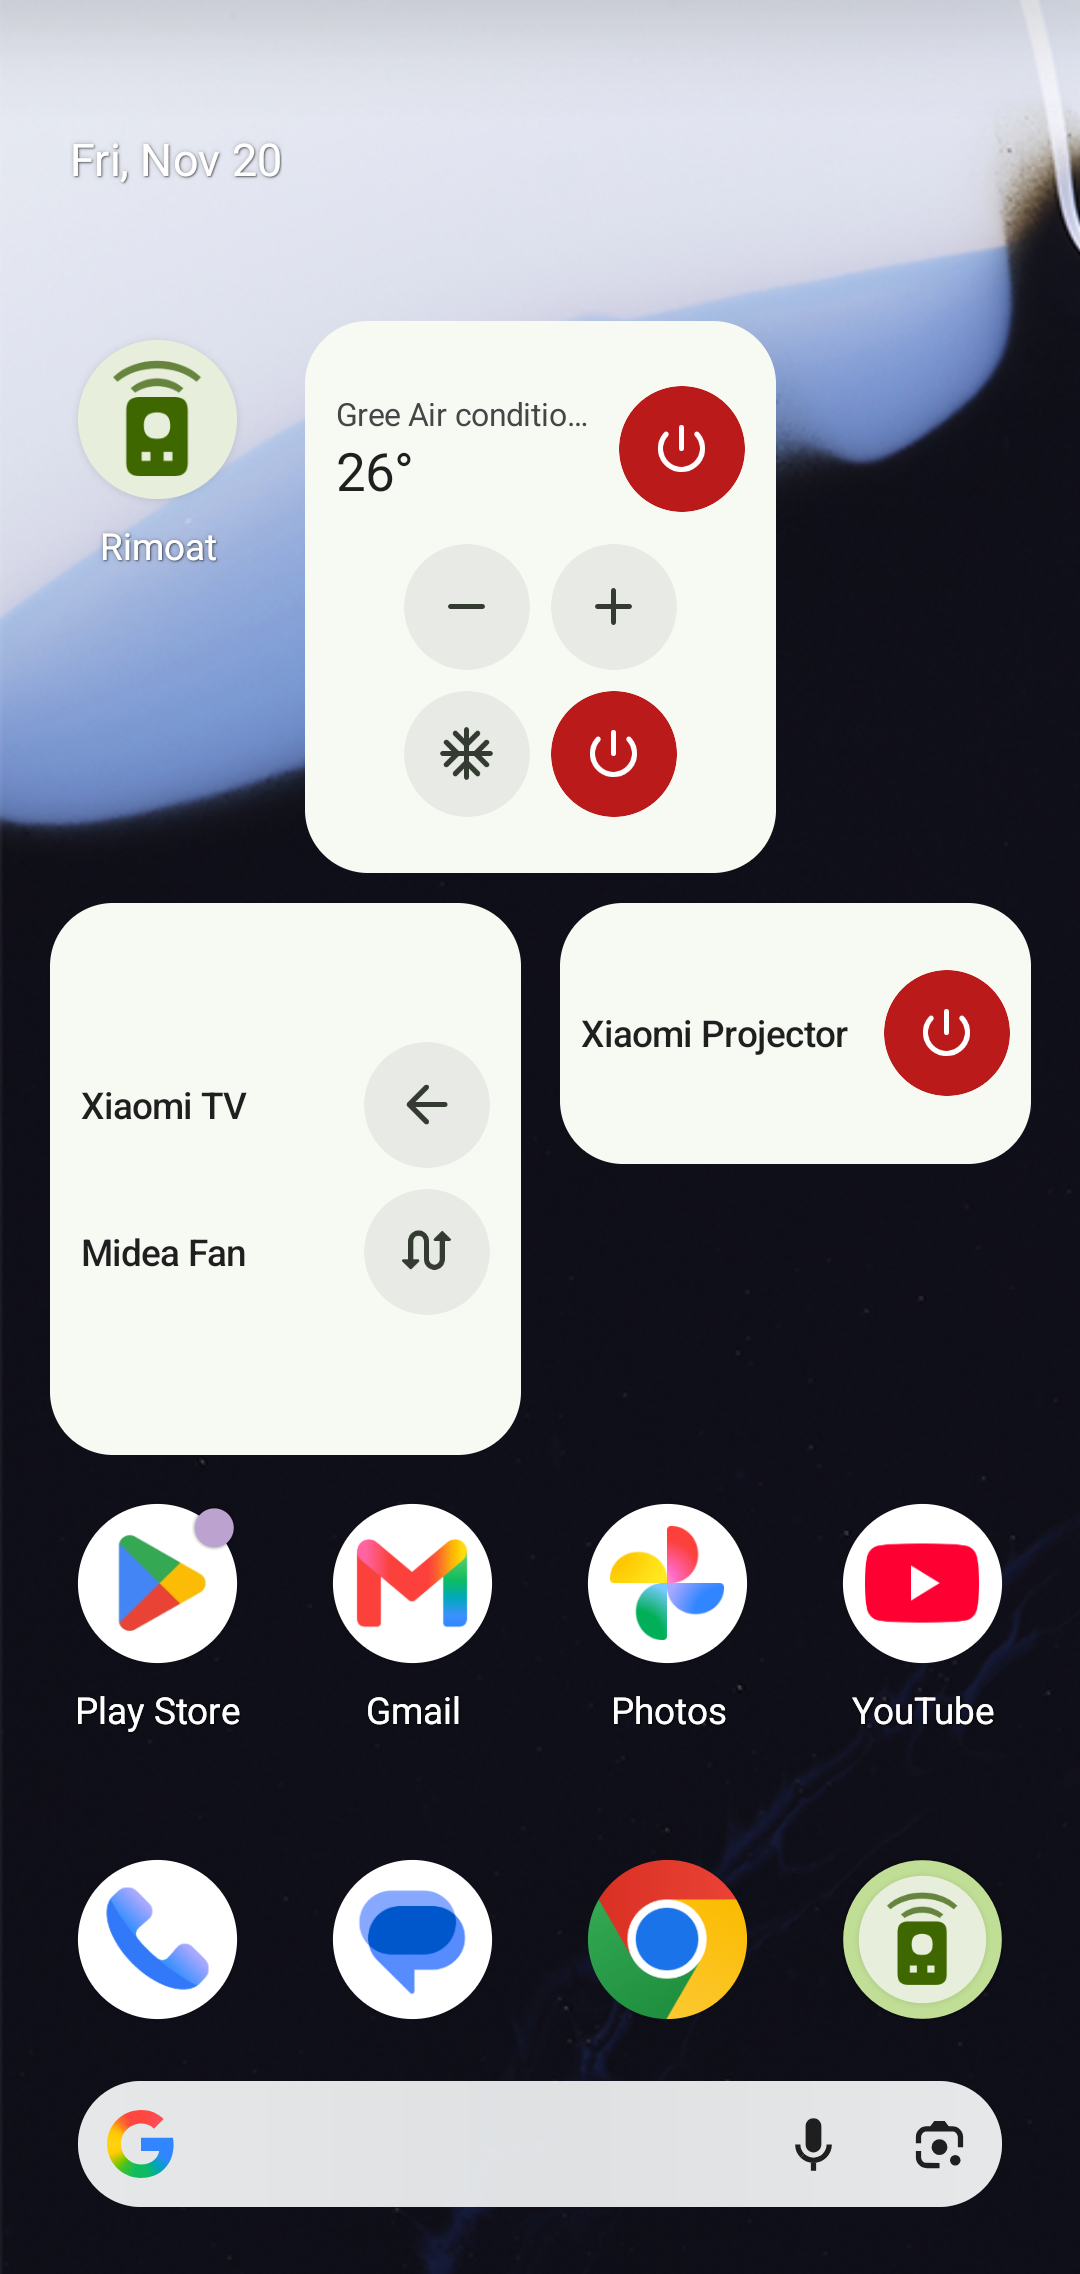 Fri, Nov 20
Rimoat
Gree Air conditio...
26°
Xiaomi TV
Midea Fan
Xiaomi Projector
Play Store
Gmail
Photos
YouTube